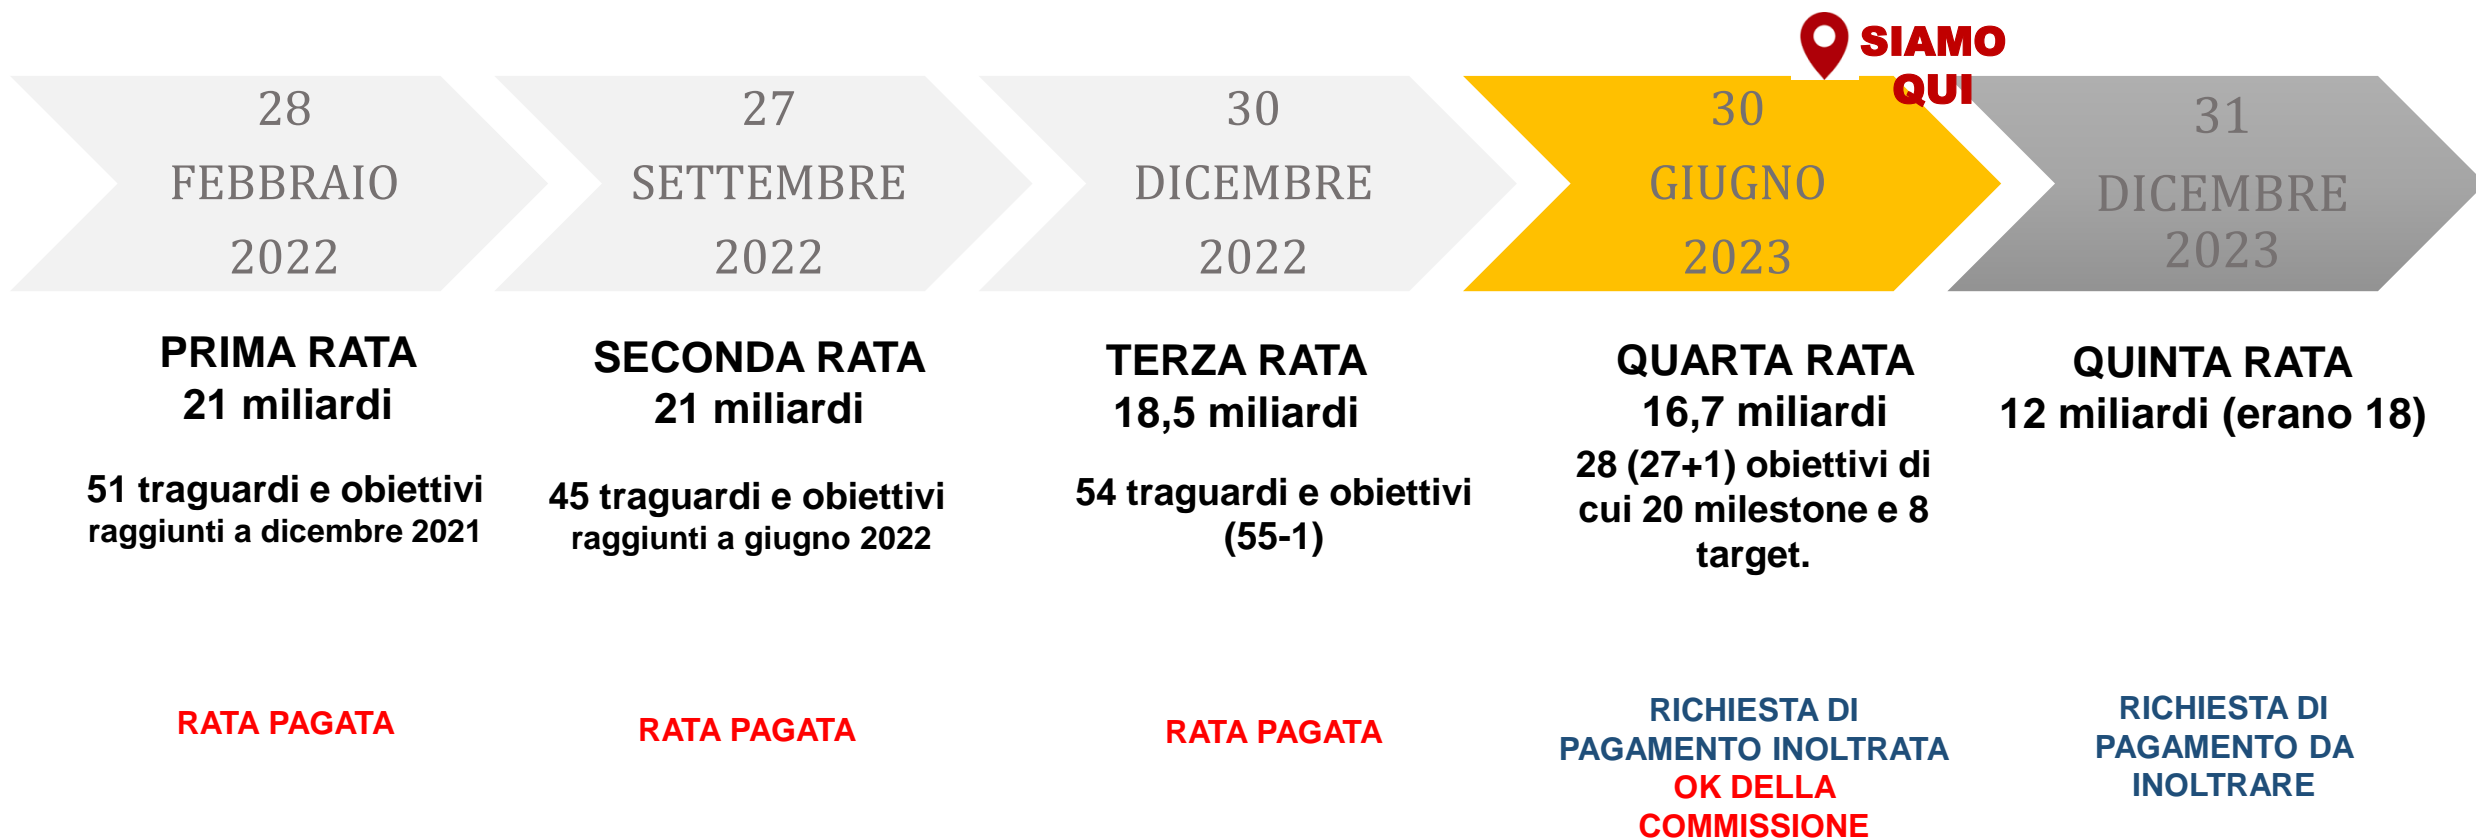 SIAMO
QUI
28
FEBBRAIO
2022
27
SETTEMBRE
2022
30
DICEMBRE
2022
30
GIUGNO
2023
31
DICEMBRE
2023
PRIMA RATA
21 miliardi
51 traguardi e obiettivi
raggiunti a dicembre 2021
RATA PAGATA
SECONDA RATA
21 miliardi
45 traguardi e obiettivi
raggiunti a giugno 2022
RATA PAGATA
TERZA RATA
18,5 miliardi
54 traguardi e obiettivi
(55-1)
RATA PAGATA
QUARTA RATA
16,7 miliardi
28 (27+1) obiettivi di
cui 20 milestone e 8
target.
RICHIESTA DI
PAGAMENTO INOLTRATA
OK DELLA
COMMISSIONE
QUINTA RATA
12 miliardi (erano 18)
RICHIESTA DI
PAGAMENTO DA
INOLTRARE